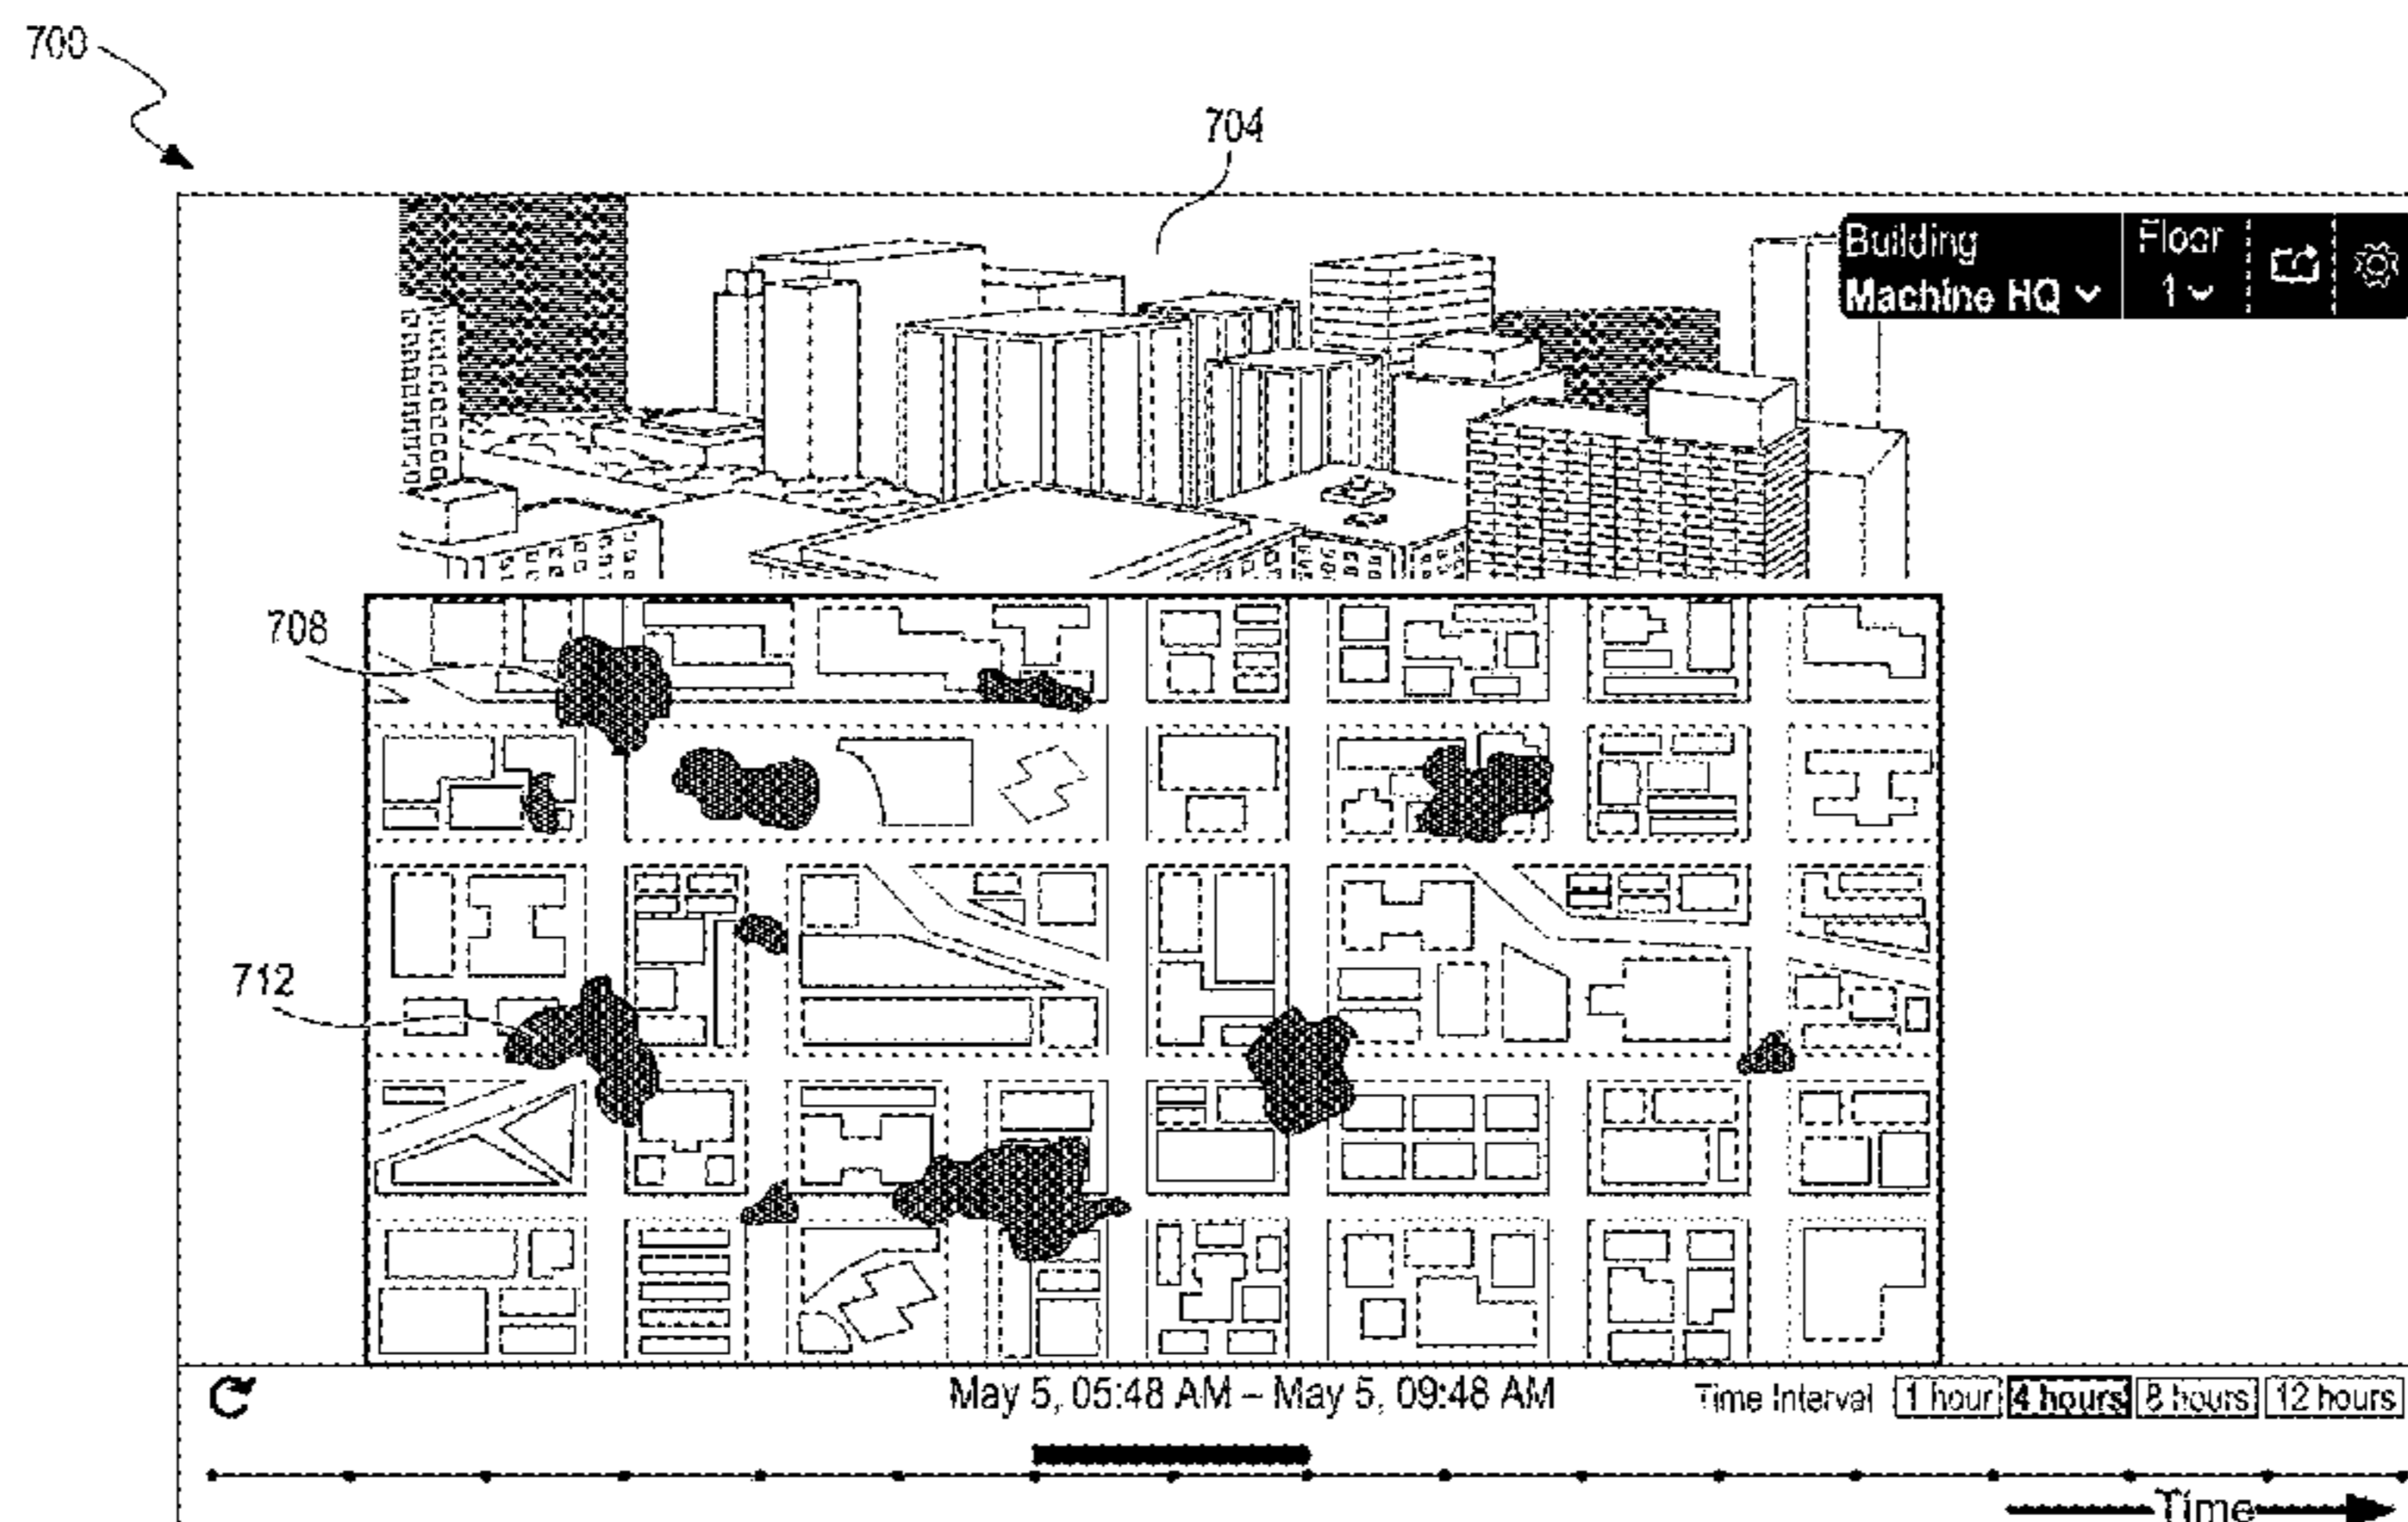 700
704
Building
Machine HQ
Floor
1
708
712
May 5, 05:48 AM – May 5, 09:48 AM
Time Interval
1 hour
4 hours
8 hours
12 hours
Time